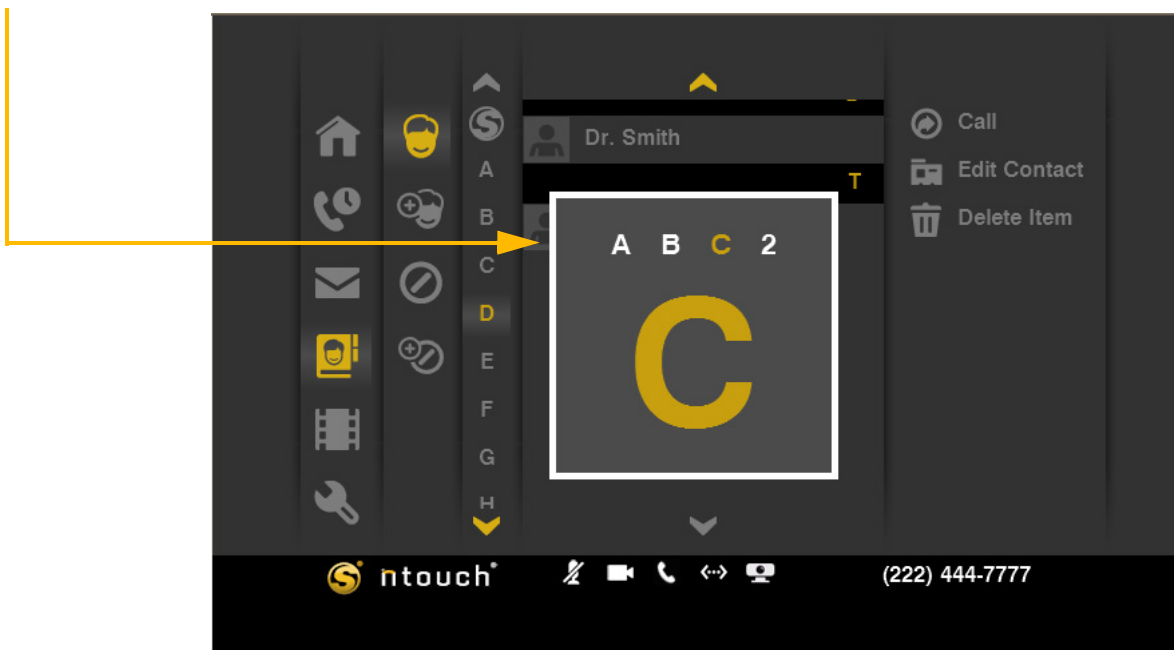 Dr. Smith
T
A
B
C
D
E
F
G
H
A B C 2
C
Call
Edit Contact
Delete Item
ntouch®
(222) 444-7777